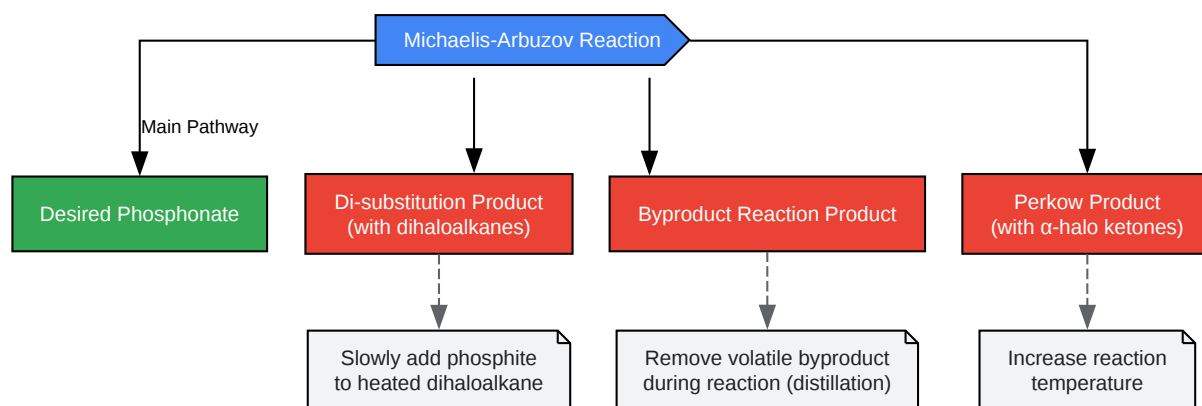 Michaelis-Arbuzov Reaction
Main Pathway
Desired Phosphonate
Di-substitution Product
(with dihaloalkanes)
Byproduct Reaction Product
Perkow Product
(with α-halo ketones)
Slowly add phosphite
to heated dihaloalkane
Remove volatile byproduct
during reaction (distillation)
Increase reaction
temperature